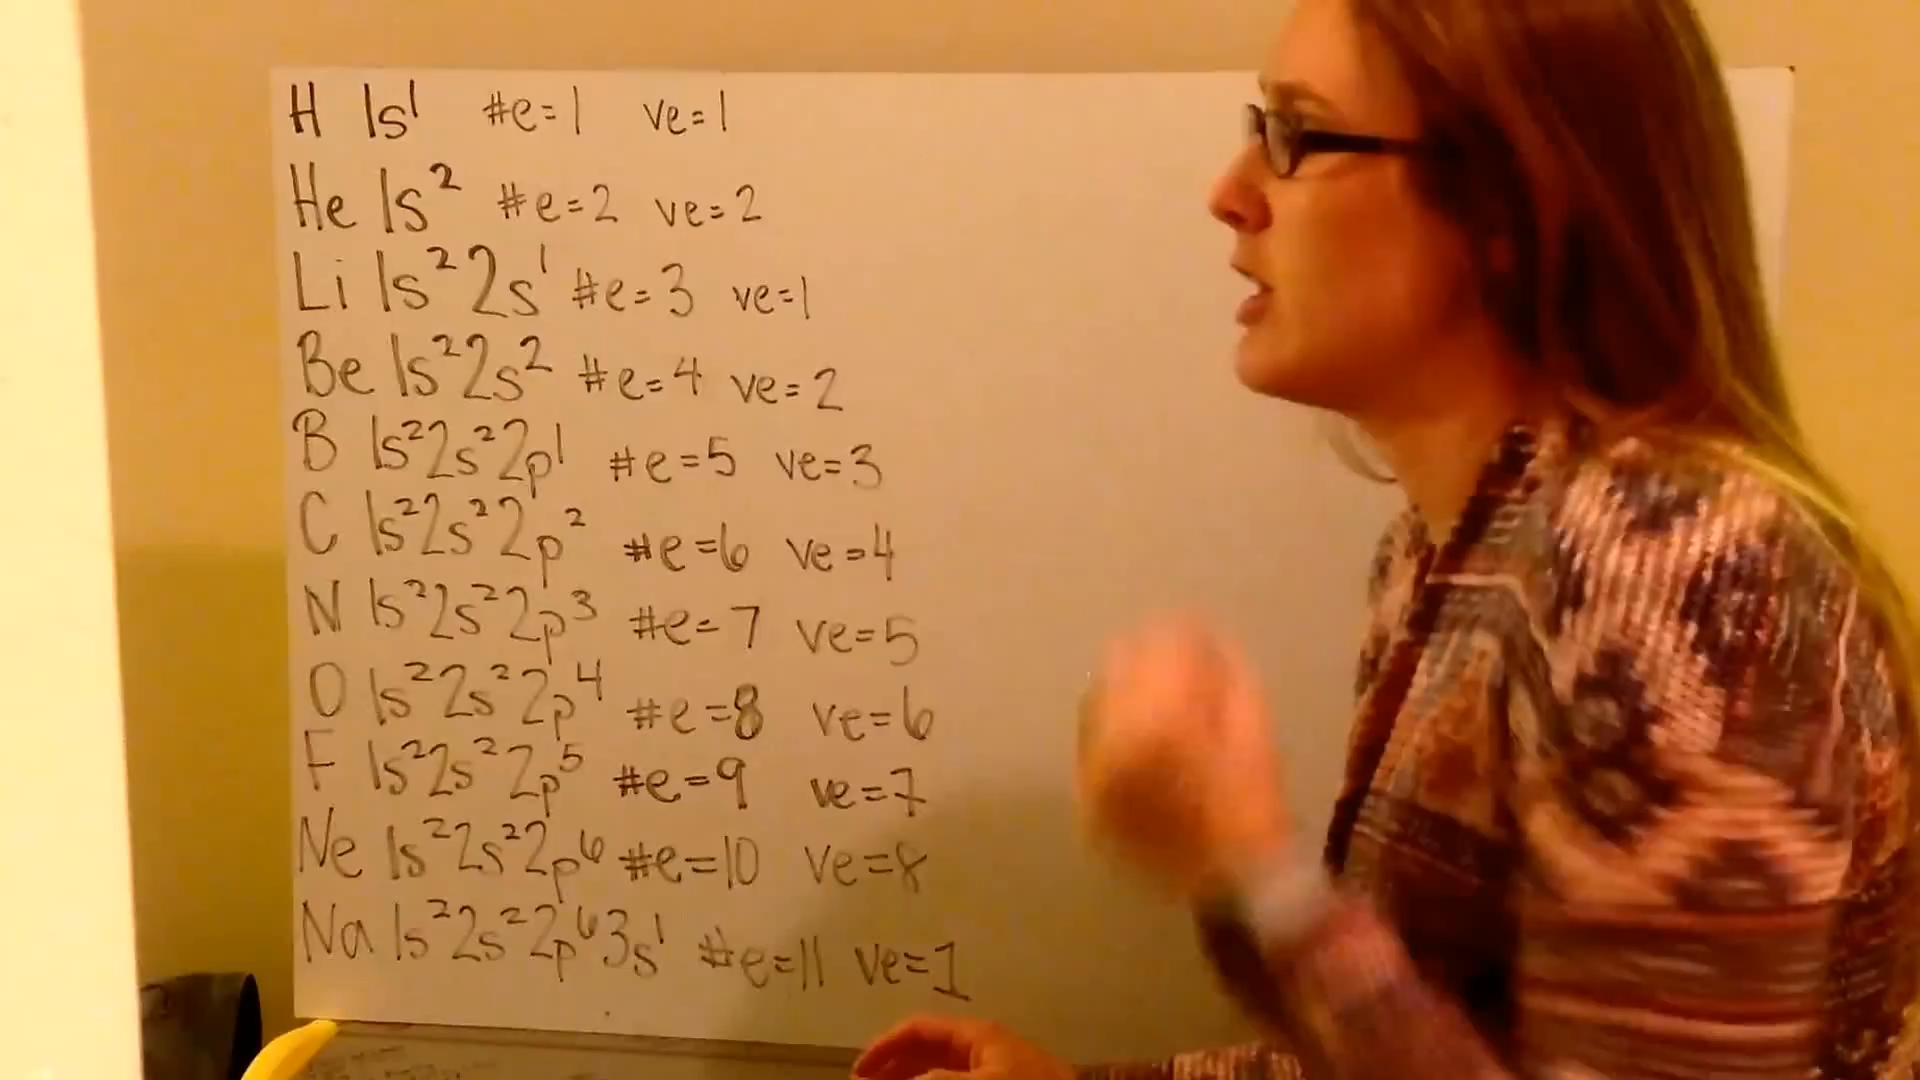 H 1s¹ #e=1 ve=1
He 1s² #e=2 ve=2
Li 1s²2s¹ #e=3 ve=1
Be 1s²2s² #e=4 ve=2
B 1s²2s²2p¹ #e=5 ve=3
C 1s²2s²2p² #e=6 ve=4
N 1s²2s²2p³ #e=7 ve=5
O 1s²2s²2p⁴ #e=8 ve=6
F 1s²2s²2p⁵ #e=9 ve=7
Ne 1s²2s²2p⁶ #e=10 ve=8
Na 1s²2s²2p⁶3s¹ #e=11 ve=1